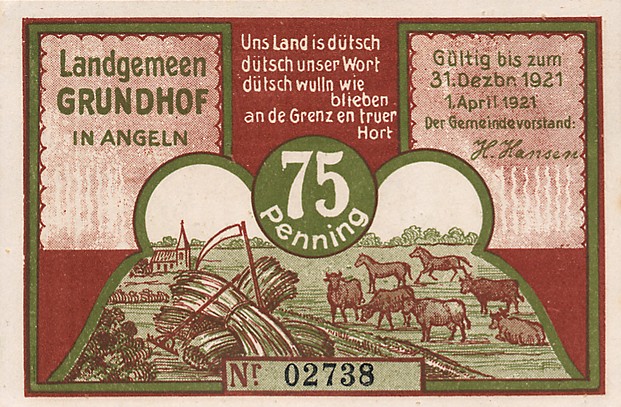 Landgemeen
GRUNDHOF
IN ANGELN
Uns Land is dütsch
dütsch unser Wort
dütsch wulln wie
blieben
an de Grenz en truer
Hort
Gültig bis zum
31. Dezbr. 1921
1. April 1921
Der Gemeindevorstand:
H. Hansen
75
Penning
Nr. 02738